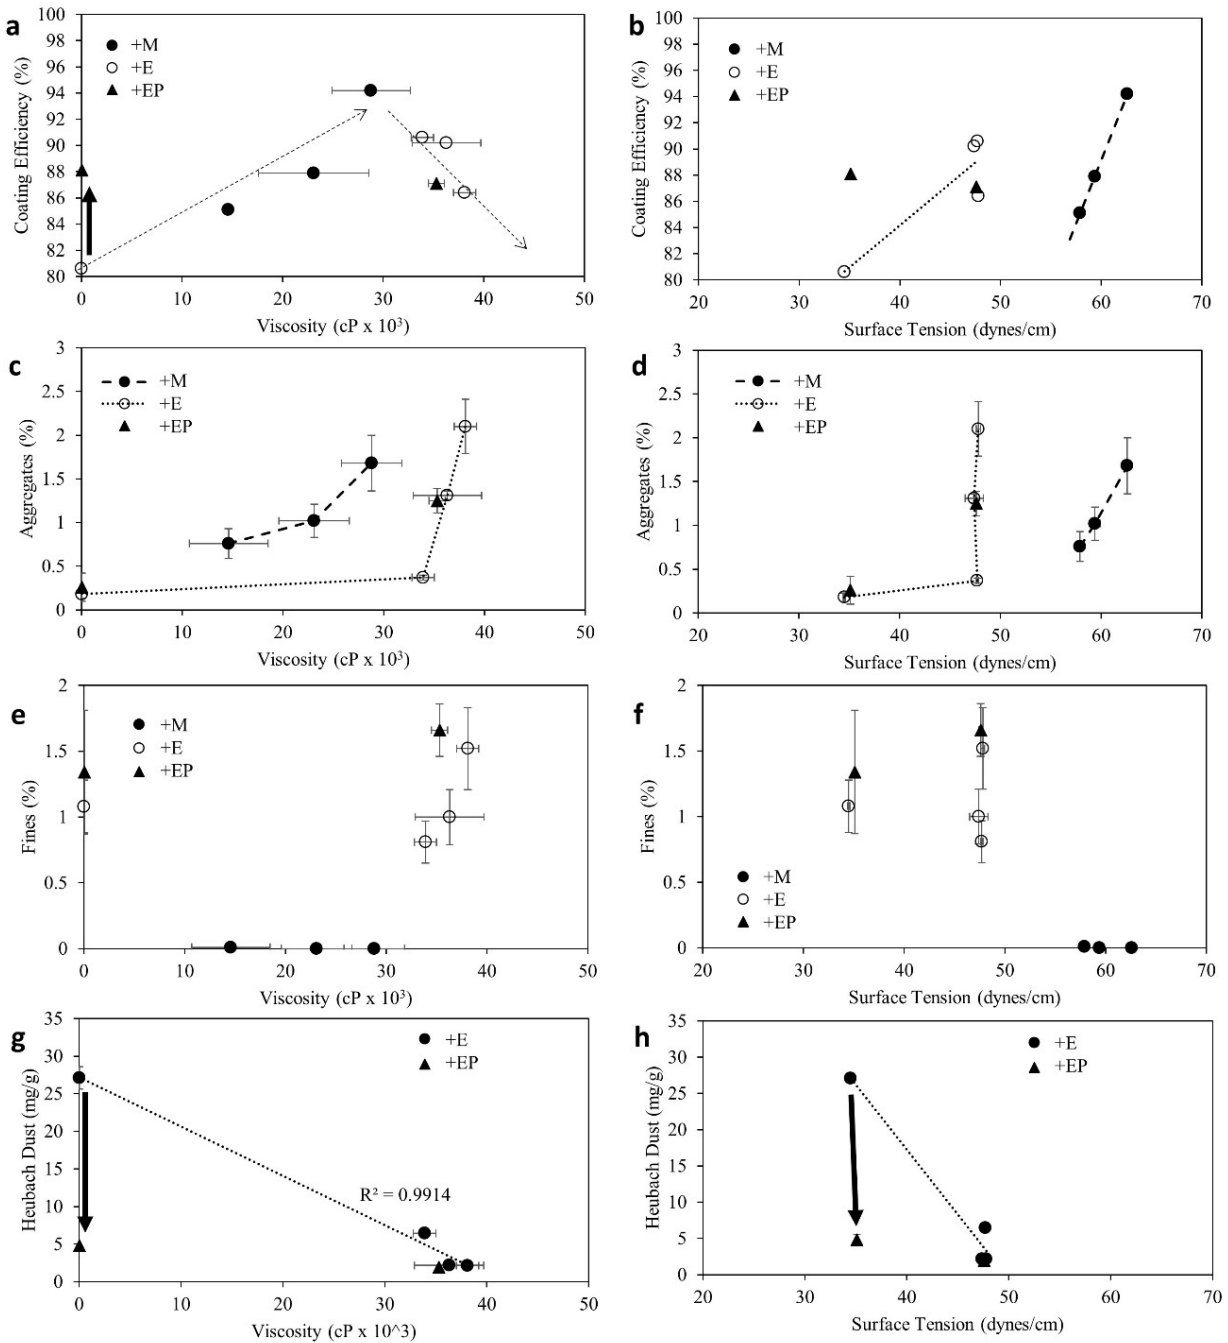 a
100
98
96
94
92
90
88
86
84
82
80
Coating Efficiency (%)
+M
+E
+EP
0 10 20 30 40 50
Viscosity (cP x 10³)
b
100
98
96
94
92
90
88
86
84
82
80
Coating Efficiency (%)
+M
+E
+EP
20 30 40 50 60 70
Surface Tension (dynes/cm)
c
3
2.5
2
1.5
1
0.5
0
Aggregates (%)
+M
+E
+EP
0 10 20 30 40 50
Viscosity (cP x 10³)
d
3
2.5
2
1.5
1
0.5
0
Aggregates (%)
+M
+E
+EP
20 30 40 50 60 70
Surface Tension (dynes/cm)
e
2
1.5
1
0.5
0
Fines (%)
+M
+E
+EP
0 10 20 30 40 50
Viscosity (cP x 10³)
f
2
1.5
1
0.5
0
Fines (%)
+M
+E
+EP
20 30 40 50 60 70
Surface Tension (dynes/cm)
g
35
30
25
20
15
10
5
0
Heubach Dust (mg/g)
+E
+EP
R² = 0.9914
0 10 20 30 40 50
Viscosity (cP x 10^3)
h
35
30
25
20
15
10
5
0
Heubach Dust (mg/g)
+E
+EP
20 30 40 50 60 70
Surface Tension (dynes/cm)